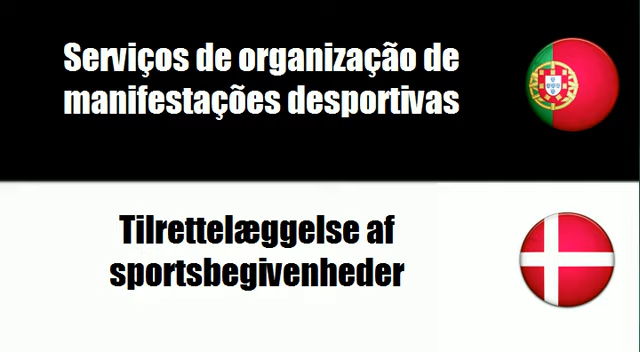 Serviços de organização de
manifestações desportivas
Tilrettelæggelse af
sportsbegivenheder